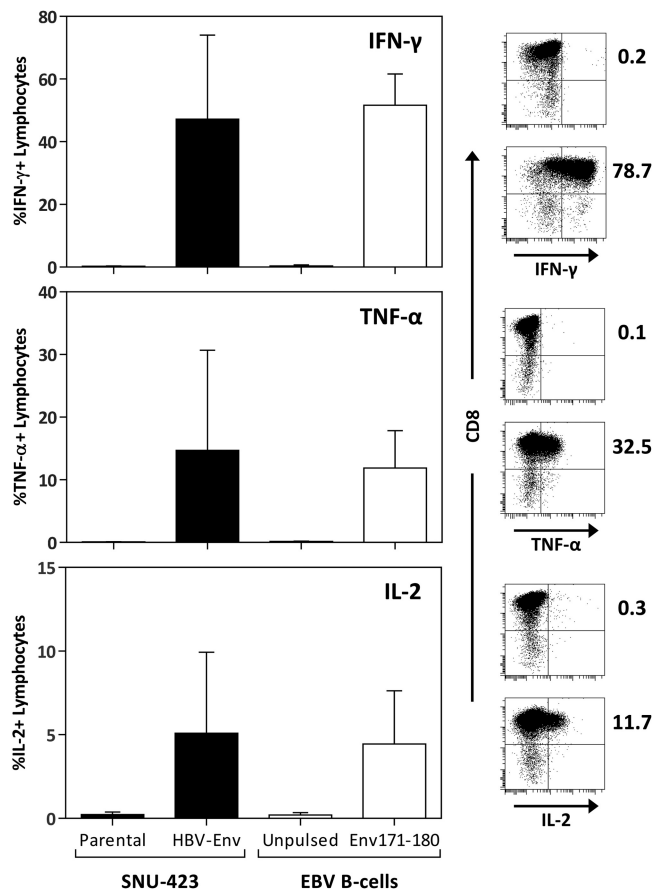 80
60
40
20
0
%IFN-γ+ Lymphocytes
IFN-γ
40
30
20
10
0
%TNF-α+ Lymphocytes
TNF-α
15
10
5
0
%IL-2+ Lymphocytes
IL-2
Parental HBV-Env Unpulsed Env171-180
SNU-423 EBV B-cells
CD8
0.2
78.7
IFN-γ
0.1
32.5
TNF-α
0.3
11.7
IL-2